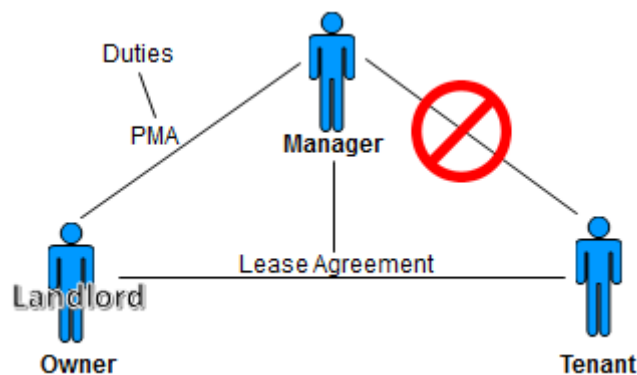 Duties
PMA
Manager
Lease Agreement
Landlord
Owner
Tenant